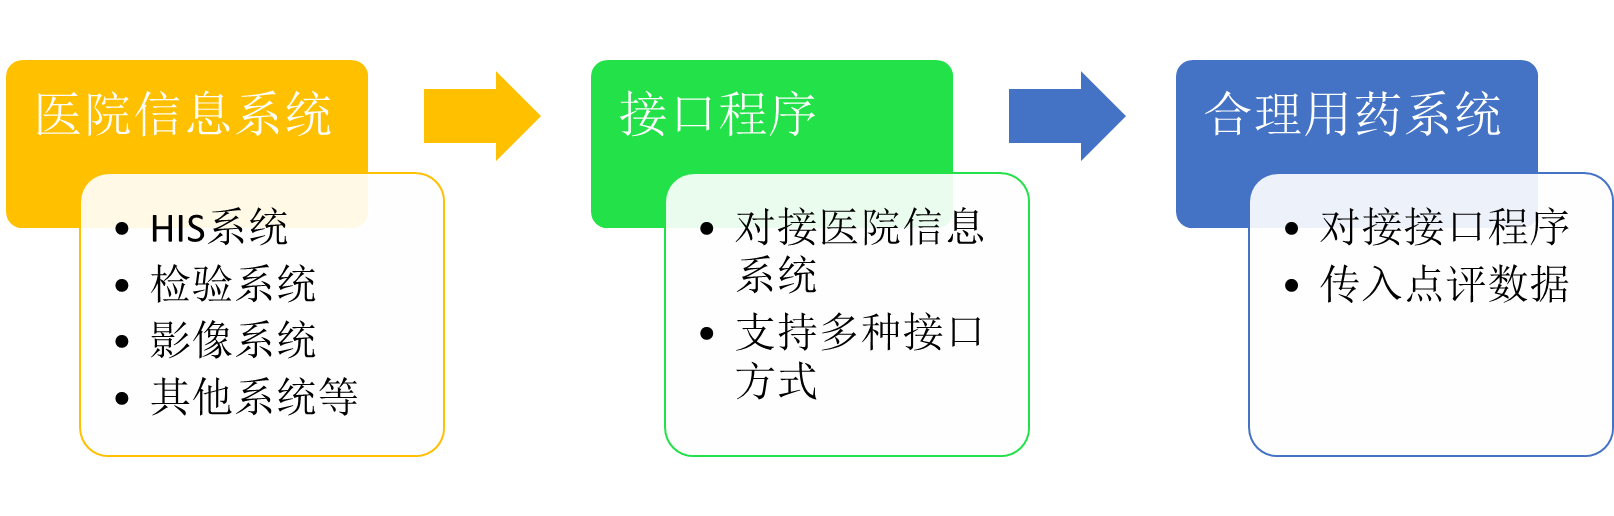 医院信息系统
• HIS系统
• 检验系统
• 影像系统
• 其他系统等
接口程序
• 对接医院信息
系统
• 支持多种接口
方式
合理用药系统
• 对接接口程序
• 传入点评数据